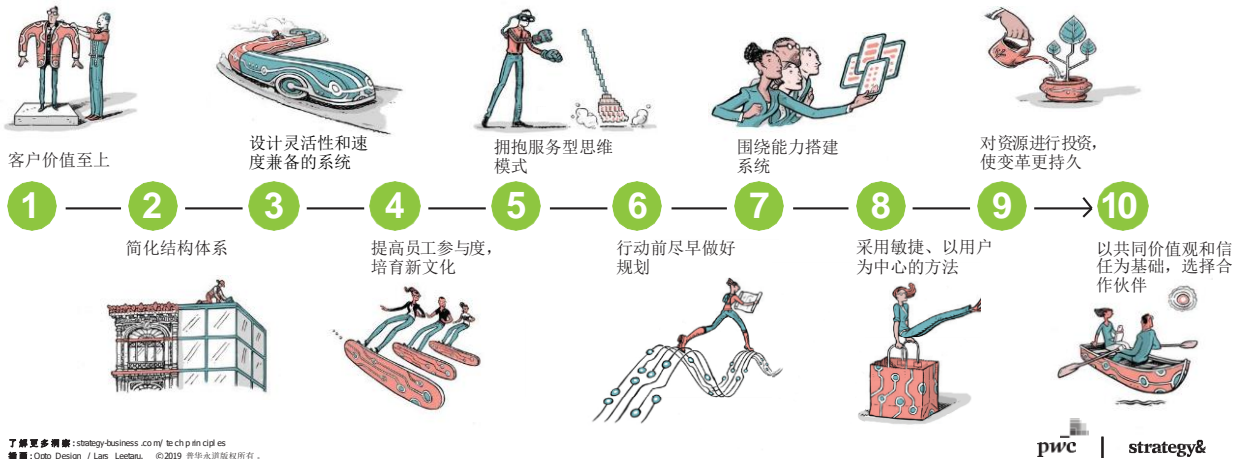 客户价值至上
设计灵活性和速
度兼备的系统
拥抱服务型思维
模式
围绕能力搭建
系统
对资源进行投资，
使变革更持久
1
2
3
4
5
6
7
8
9
10
简化结构体系
提高员工参与度，
培育新文化
行动前尽早做好
规划
采用敏捷、以用户
为中心的方法
以共同价值观和信
任为基础，选择合
作伙伴
了解更多洞察：strategy-business.com/techprinciples
插画：Opto Design / Lars Leetaru. ©2019 普华永道版权所有。
pwc | strategy&